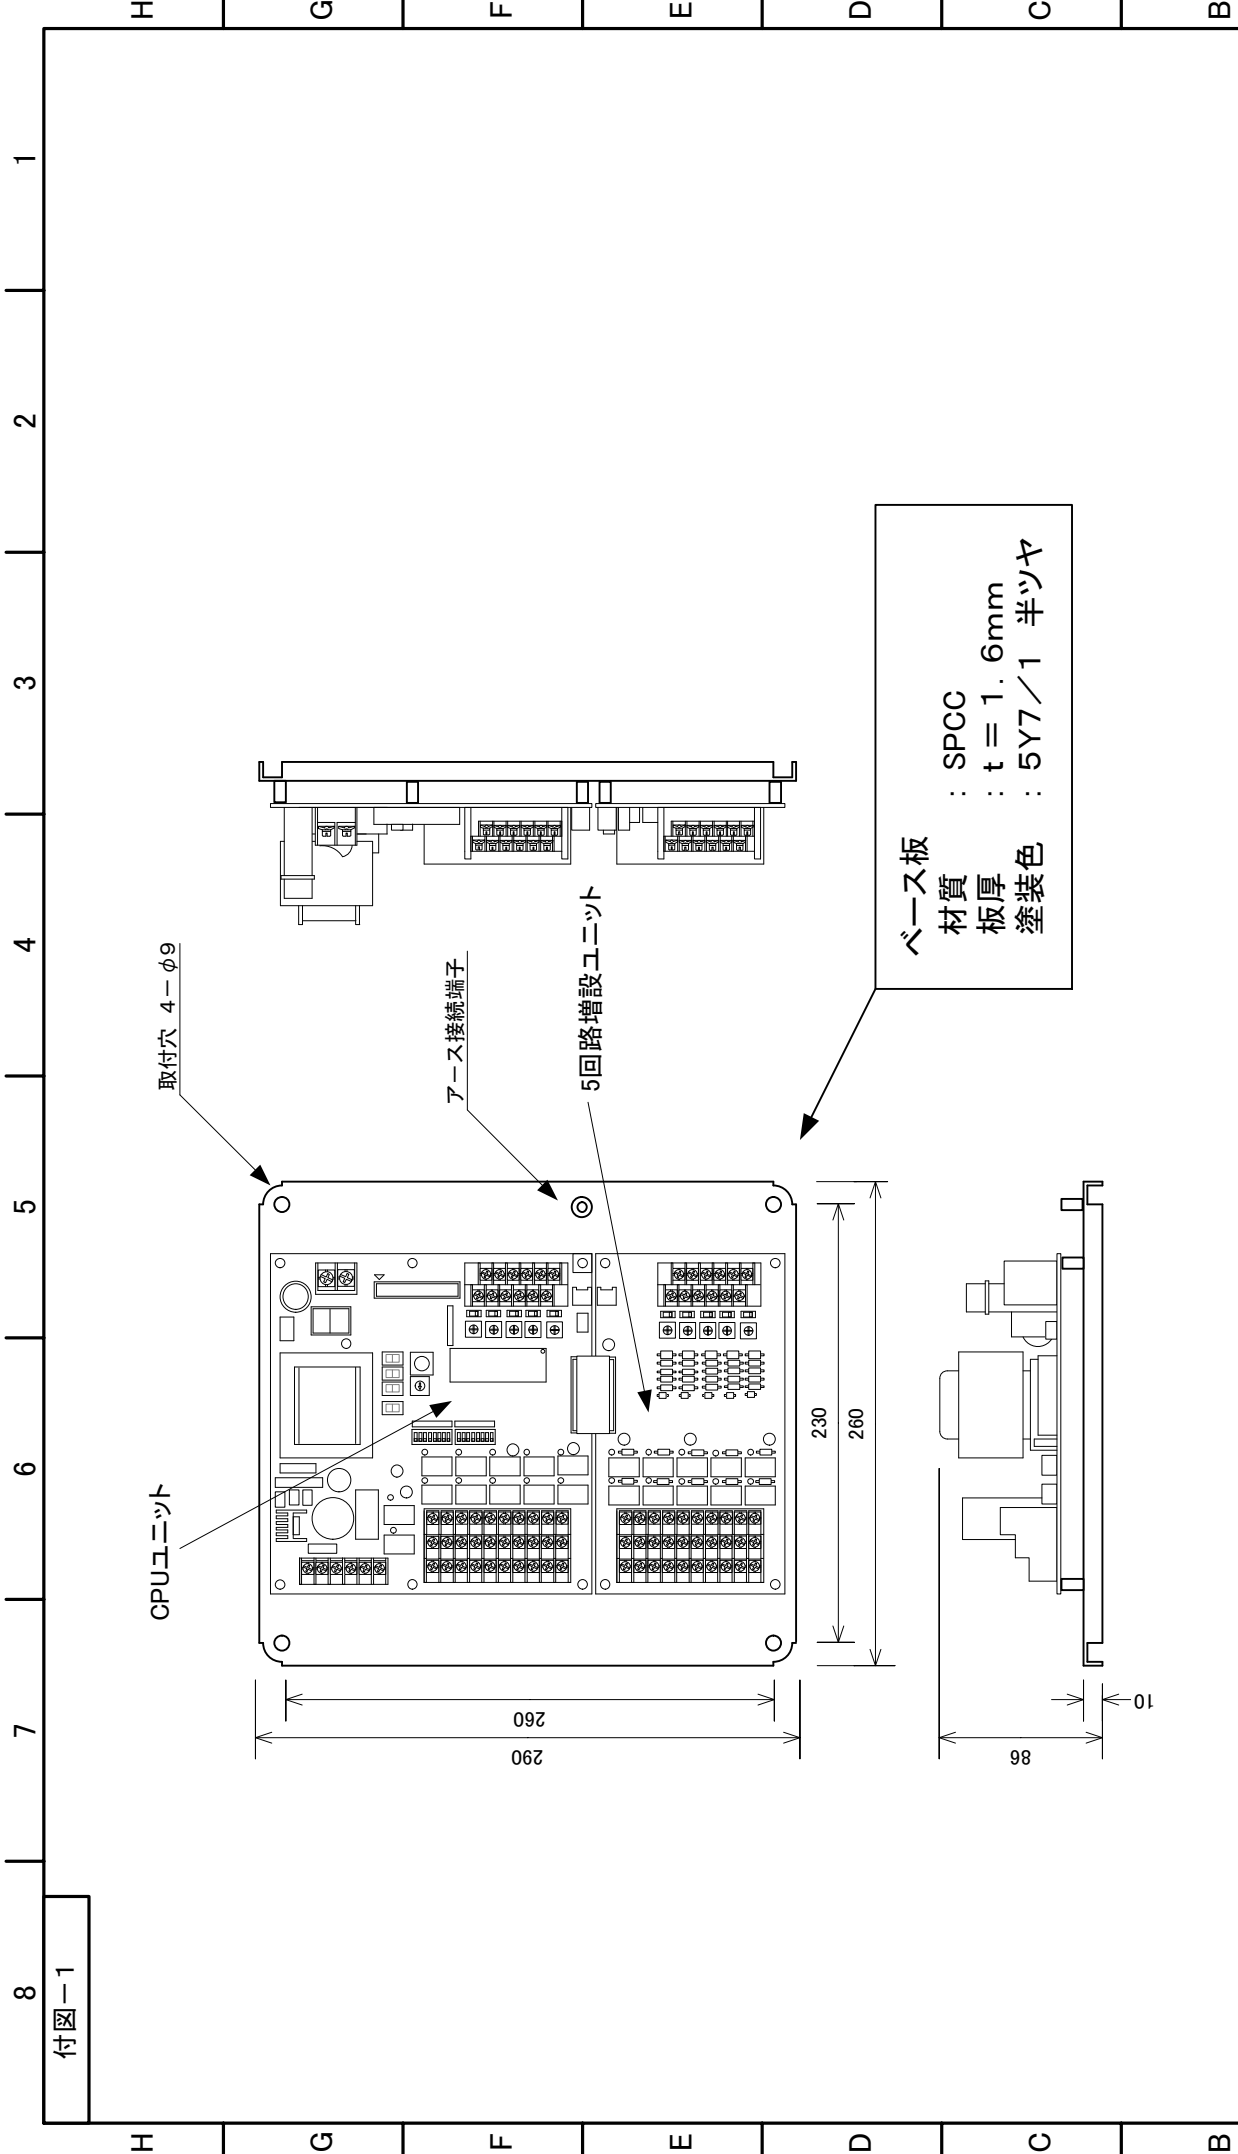 付図－1
8
7
6
5
4
3
2
1
H
G
F
E
D
C
B
H
G
F
E
D
C
B
CPUユニット
取付穴 4－φ9
アース接続端子
5回路増設ユニット
290
260
230
260
86
10
ベース板
材質 : SPCC
板厚 : t＝1.6mm
塗装色 : 5Y7／1 半ツヤ